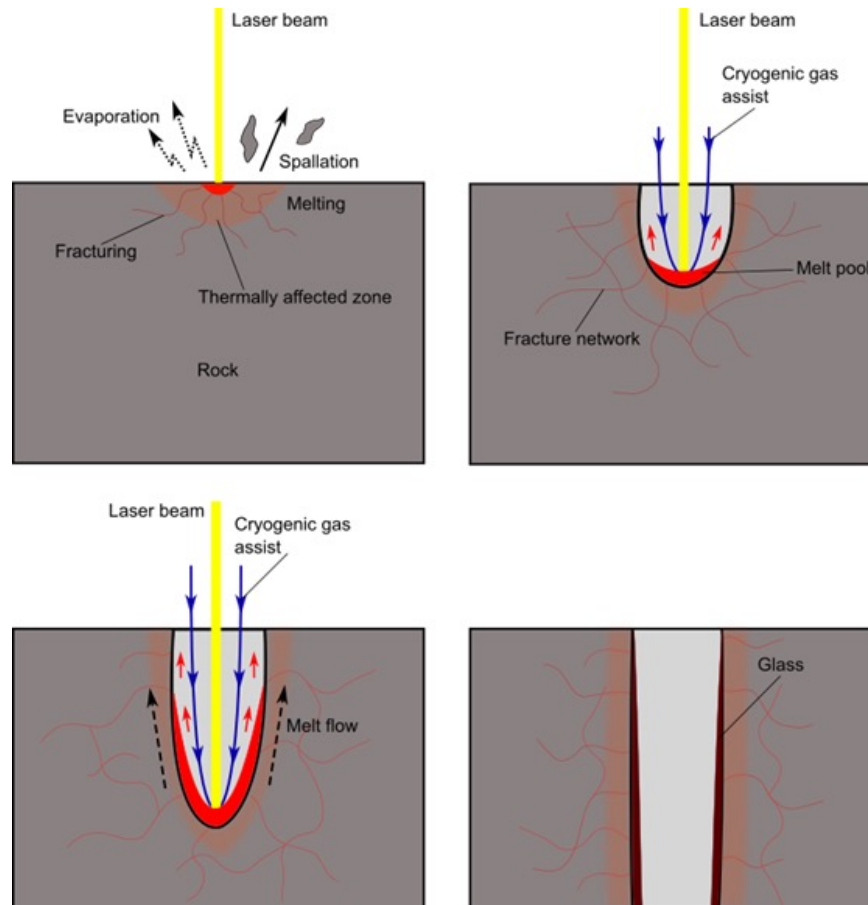 Laser beam
Evaporation
Spallation
Melting
Fracturing
Thermally affected zone
Rock
Laser beam
Cryogenic gas
assist
Melt pool
Fracture network
Laser beam
Cryogenic gas
assist
Melt flow
Glass